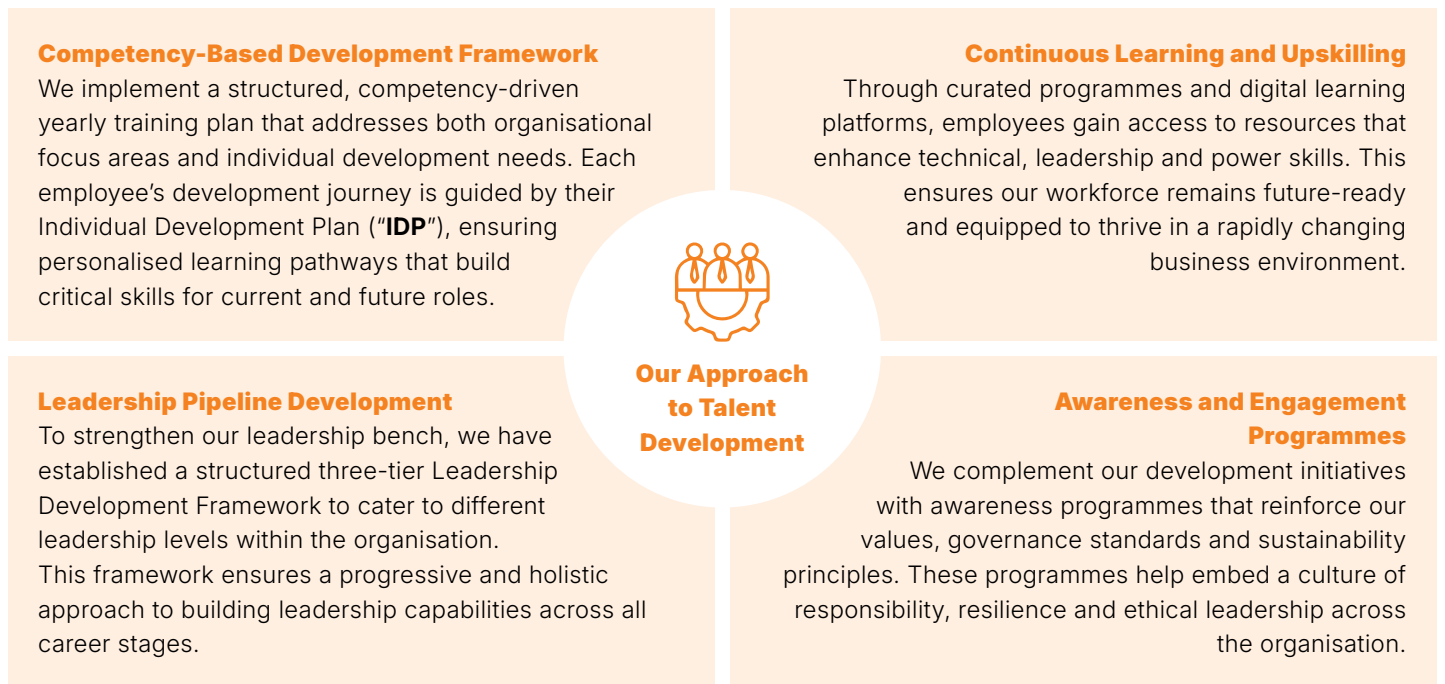 Competency-Based Development Framework
We implement a structured, competency-driven
yearly training plan that addresses both organisational
focus areas and individual development needs. Each
employee’s development journey is guided by their
Individual Development Plan (“IDP”), ensuring
personalised learning pathways that build
critical skills for current and future roles.
Continuous Learning and Upskilling
Through curated programmes and digital learning
platforms, employees gain access to resources that
enhance technical, leadership and power skills. This
ensures our workforce remains future-ready
and equipped to thrive in a rapidly changing
business environment.
Our Approach
to Talent
Development
Leadership Pipeline Development
To strengthen our leadership bench, we have
established a structured three-tier Leadership
Development Framework to cater to different
leadership levels within the organisation.
This framework ensures a progressive and holistic
approach to building leadership capabilities across all
career stages.
Awareness and Engagement
Programmes
We complement our development initiatives
with awareness programmes that reinforce our
values, governance standards and sustainability
principles. These programmes help embed a culture of
responsibility, resilience and ethical leadership across
the organisation.